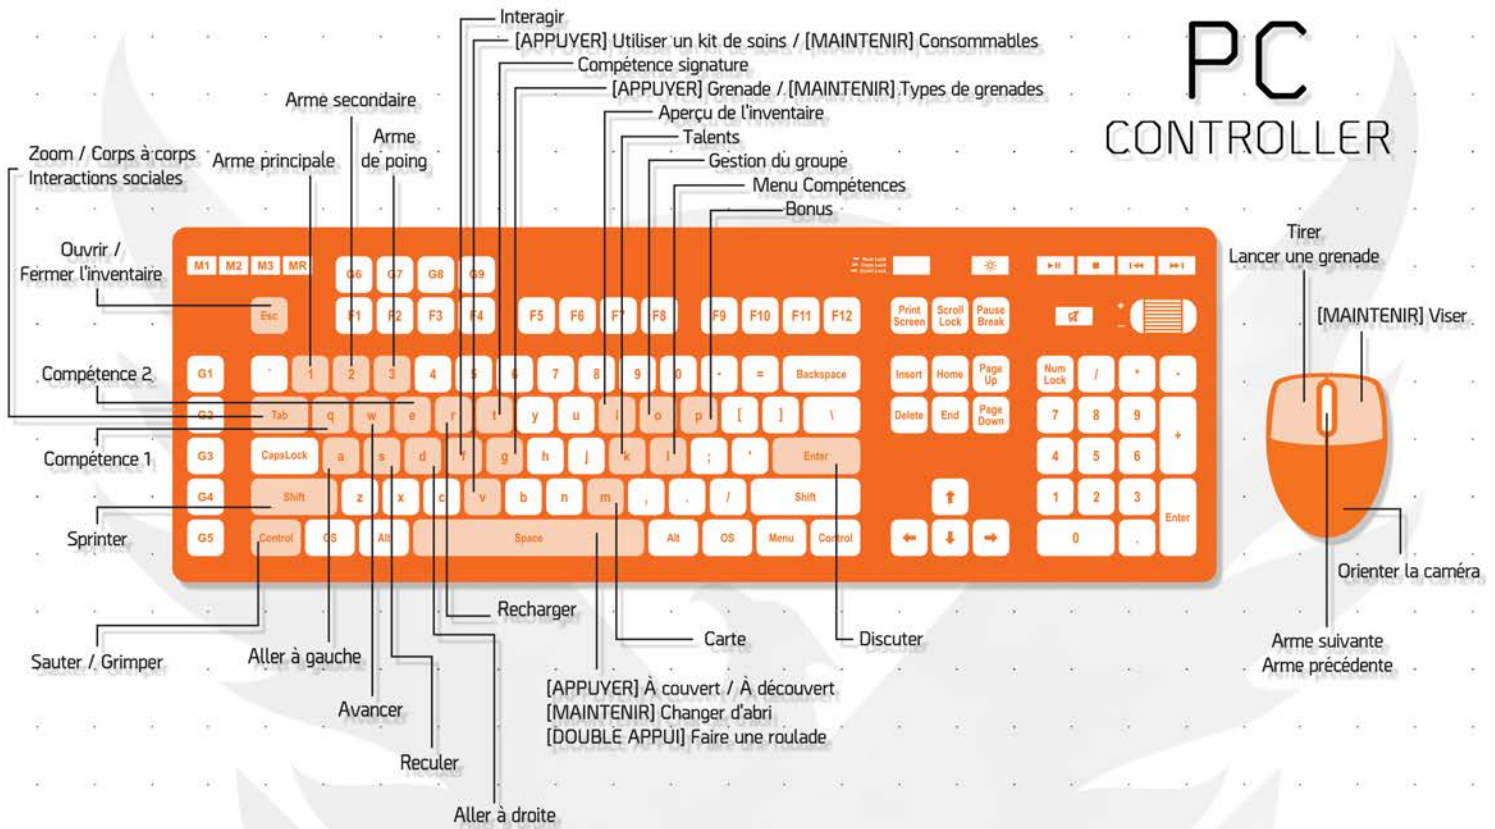 PC
CONTROLLER
Interagir
[APPUYER] Utiliser un kit de soins / [MAINTENIR] Consommables
Compétence signature
[APPUYER] Grenade / [MAINTENIR] Types de grenades
Aperçu de l'inventaire
Talents
Gestion du groupe
Menu Compétences
Bonus
Arme secondaire
Arme
de poing
Arme principale
Zoom / Corps à corps
Interactions sociales
Ouvrir /
Fermer l'inventaire
Compétence 2
Compétence 1
Sprinter
Sauter / Grimper
Tirer
Lancer une grenade
[MAINTENIR] Viser
M1 M2 M3 MR G6 G7 G8 G9
Esc F1 F2 F3 F4 F5 F6 F7 F8 F9 F10 F11 F12 Print Screen Scroll Lock Pause Break
G1 ` 1 2 3 4 5 6 7 8 9 0 - = Backspace Insert Home Page Up Num Lock / * -
G2 Tab q w e r t y u i o p [ ] \ Delete End Page Down 7 8 9 +
G3 CapsLock a s d f g h j k l ; ' Enter 4 5 6
G4 Shift z x c v b n m , . / Shift 1 2 3 Enter
G5 Control OS Alt Space Alt OS Menu Control 0 .
Aller à gauche
Avancer
Reculer
Aller à droite
Recharger
[APPUYER] À couvert / À découvert
[MAINTENIR] Changer d'abri
[DOUBLE APPUI] Faire une roulade
Carte
Discuter
Orienter la caméra
Arme suivante
Arme précédente